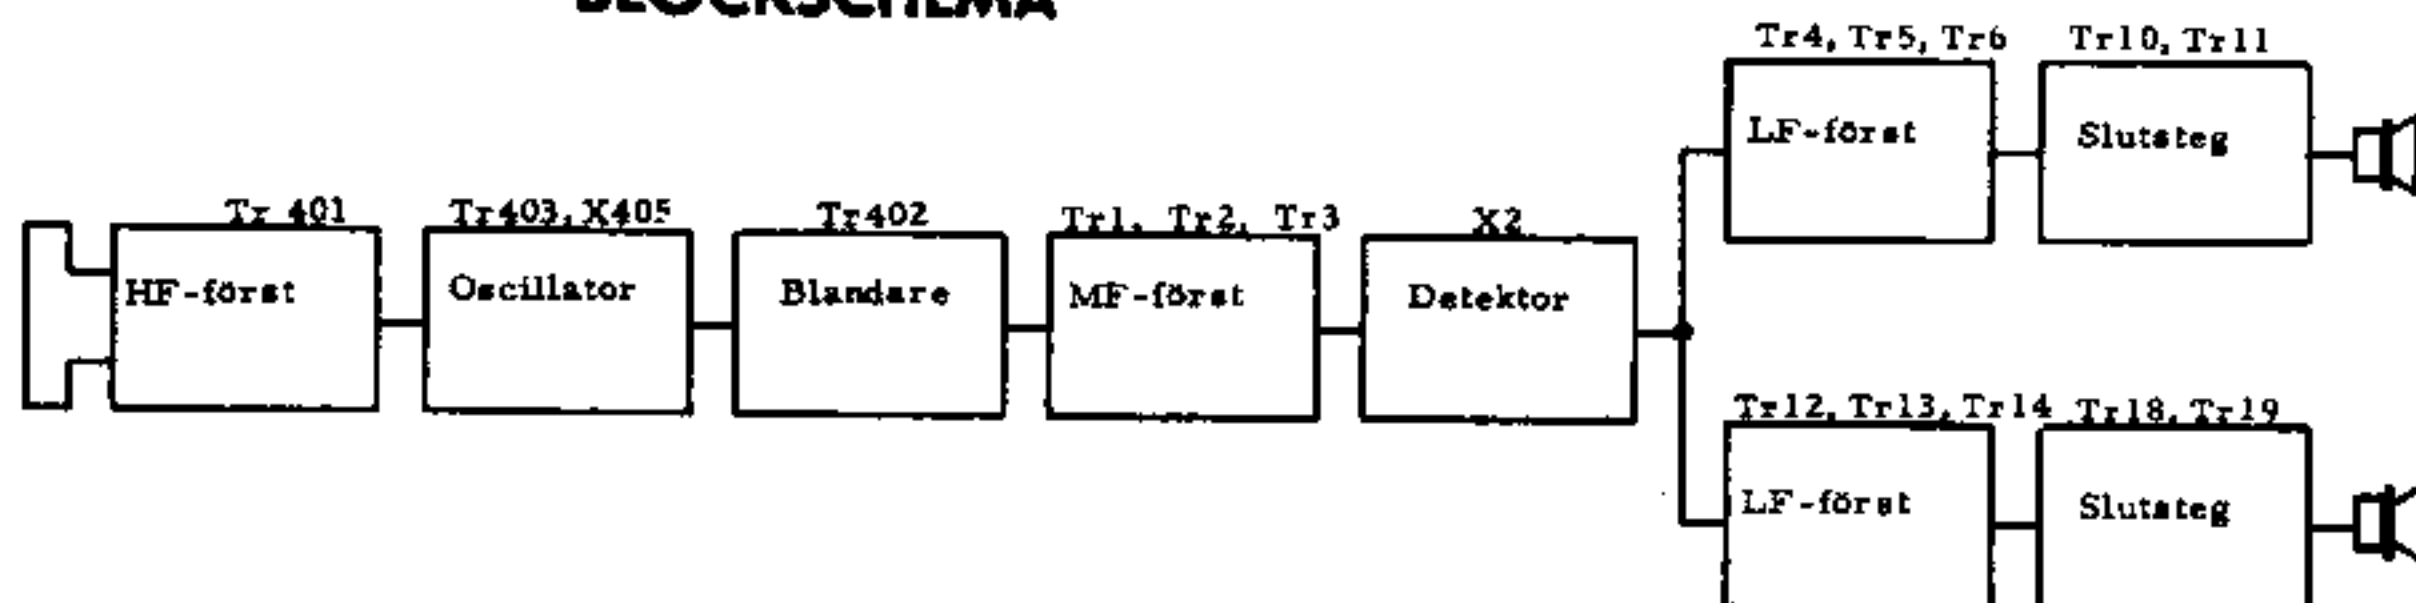 BLOCKSCHEMA
Tr4, Tr5, Tr6
Tr10, Tr11
LF-först
Slutsteg
Tr 401
Tr403, X405
Tr402
Tr1, Tr2, Tr3
X2
HF-först
Oscillator
Blandare
MF-först
Detektor
Tr12, Tr13, Tr14
Tr18, Tr19
LF-först
Slutsteg